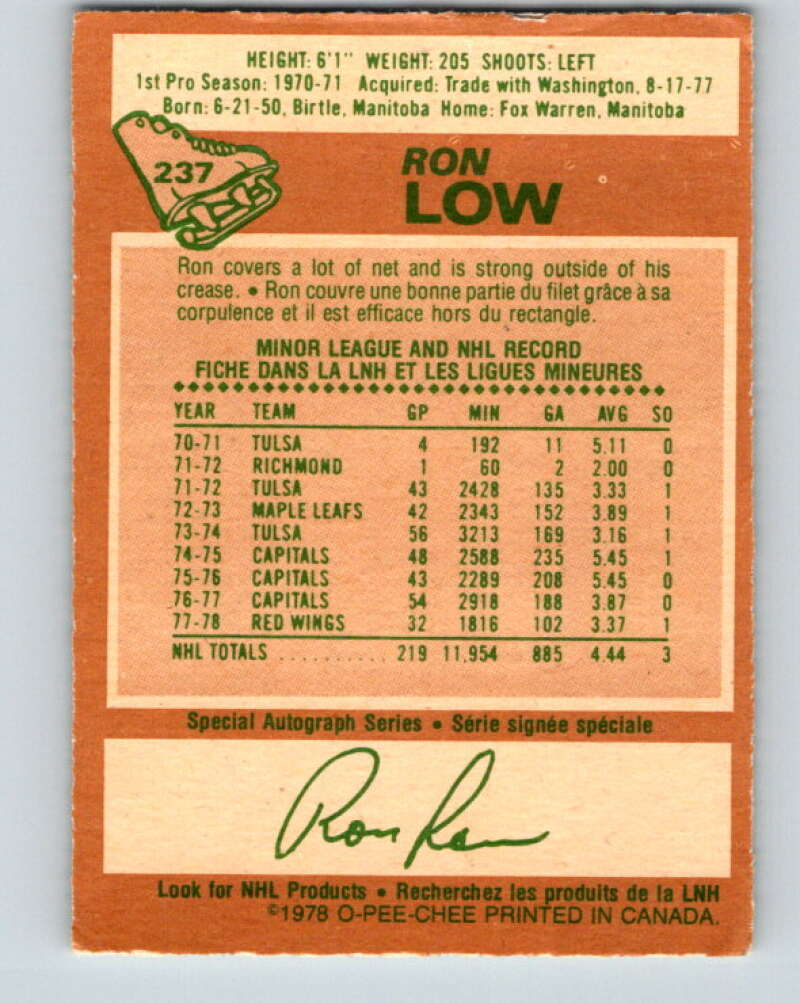 HEIGHT: 6'1" WEIGHT: 205 SHOOTS: LEFT
1st Pro Season: 1970-71 Acquired: Trade with Washington, 8-17-77
Born: 6-21-50, Birtle, Manitoba Home: Fox Warren, Manitoba
237
RON
LOW
Ron covers a lot of net and is strong outside of his
crease. • Ron couvre une bonne partie du filet grâce à sa
corpulence et il est efficace hors du rectangle.
MINOR LEAGUE AND NHL RECORD
FICHE DANS LA LNH ET LES LIGUES MINEURES
YEAR TEAM GP MIN GA AVG SO
70-71 TULSA 4 192 11 5.11 0
71-72 RICHMOND 1 60 2 2.00 0
71-72 TULSA 43 2428 135 3.33 1
72-73 MAPLE LEAFS 42 2343 152 3.89 1
73-74 TULSA 56 3213 169 3.16 1
74-75 CAPITALS 48 2588 235 5.45 1
75-76 CAPITALS 43 2289 208 5.45 0
76-77 CAPITALS 54 2918 188 3.87 0
77-78 RED WINGS 32 1816 102 3.37 1
NHL TOTALS .......... 219 11,954 885 4.44 3
Special Autograph Series • Série signée spéciale
Ron Low
Look for NHL Products • Recherchez les produits de la LNH
©1978 O-PEE-CHEE PRINTED IN CANADA.